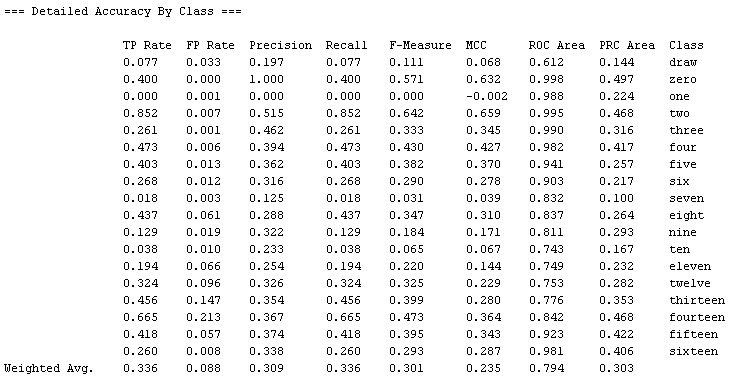 === Detailed Accuracy By Class ===
TP Rate FP Rate Precision Recall F-Measure MCC ROC Area PRC Area Class
0.077 0.033 0.197 0.077 0.111 0.068 0.612 0.144 draw
0.400 0.000 1.000 0.400 0.571 0.632 0.998 0.497 zero
0.000 0.001 0.000 0.000 0.000 -0.002 0.988 0.224 one
0.852 0.007 0.515 0.852 0.642 0.659 0.995 0.468 two
0.261 0.001 0.462 0.261 0.333 0.345 0.990 0.316 three
0.473 0.006 0.394 0.473 0.430 0.427 0.982 0.417 four
0.403 0.013 0.362 0.403 0.382 0.370 0.941 0.257 five
0.268 0.012 0.316 0.268 0.290 0.278 0.903 0.217 six
0.018 0.003 0.125 0.018 0.031 0.039 0.832 0.100 seven
0.437 0.061 0.288 0.437 0.347 0.310 0.837 0.264 eight
0.129 0.019 0.322 0.129 0.184 0.171 0.811 0.293 nine
0.038 0.010 0.233 0.038 0.065 0.067 0.743 0.167 ten
0.194 0.066 0.254 0.194 0.220 0.144 0.749 0.232 eleven
0.324 0.096 0.326 0.324 0.325 0.229 0.753 0.282 twelve
0.456 0.147 0.354 0.456 0.399 0.280 0.776 0.353 thirteen
0.665 0.213 0.367 0.665 0.473 0.364 0.842 0.468 fourteen
0.418 0.057 0.374 0.418 0.395 0.343 0.923 0.422 fifteen
0.260 0.008 0.338 0.260 0.293 0.287 0.981 0.406 sixteen
Weighted Avg. 0.336 0.088 0.309 0.336 0.301 0.235 0.794 0.303